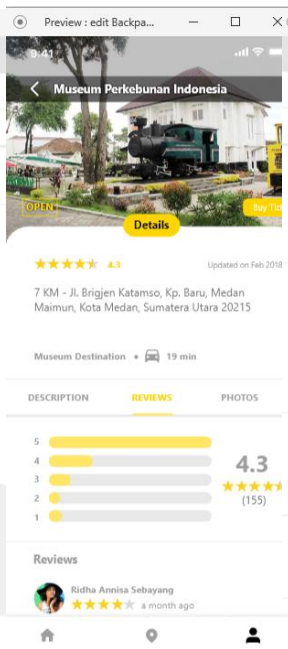 Preview : edit Backpa...
9:41
Museum Perkebunan Indonesia
OPEN
Buy Tic
Details
4.3
Updated on Feb 2018
7 KM - Jl. Brigjen Katamso, Kp. Baru, Medan
Maimun, Kota Medan, Sumatera Utara 20215
Museum Destination • 19 min
DESCRIPTION REVIEWS PHOTOS
5
4
3
2
1
4.3
(155)
Reviews
Ridha Annisa Sebayang
a month ago